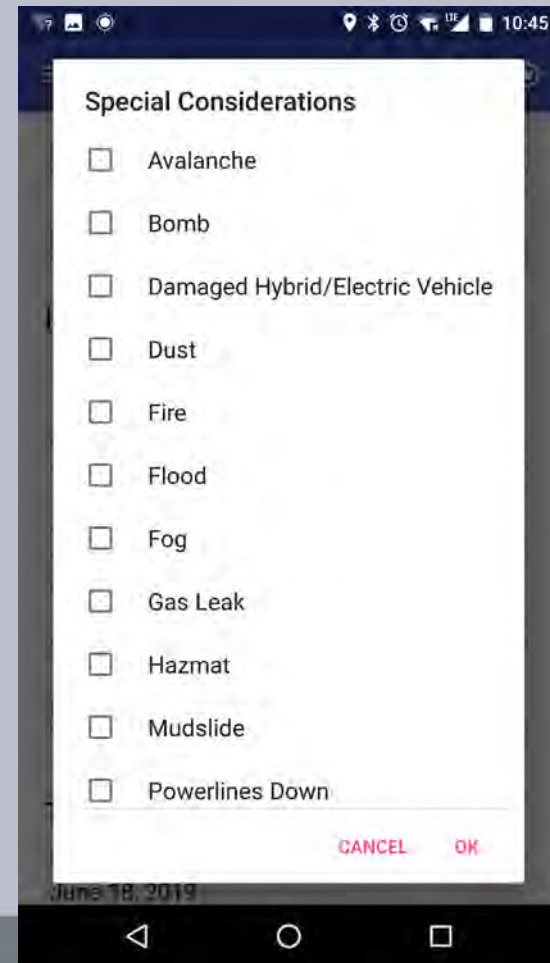 10:45
Special Considerations
Avalanche
Bomb
Damaged Hybrid/Electric Vehicle
Dust
Fire
Flood
Fog
Gas Leak
Hazmat
Mudslide
Powerlines Down
CANCEL OK
June 18, 2019